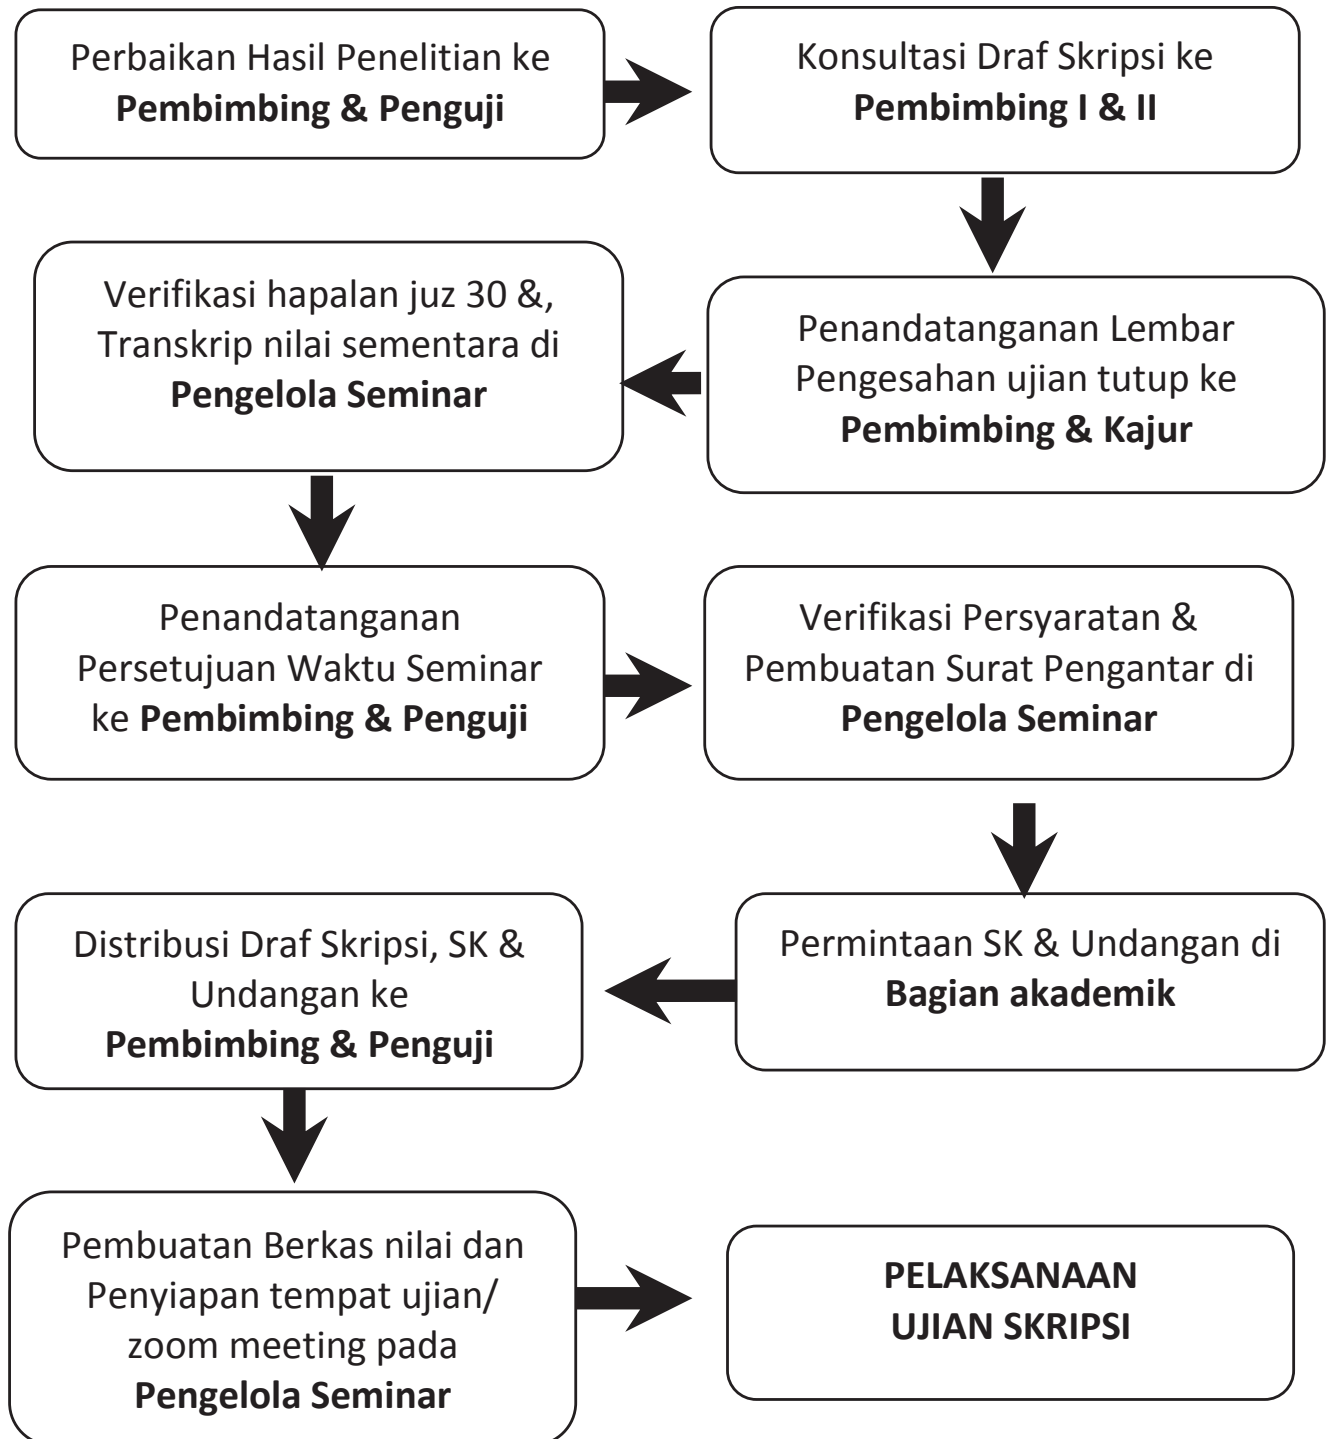 Perbaikan Hasil Penelitian ke
Pembimbing & Penguji
Konsultasi Draf Skripsi ke
Pembimbing I & II
Penandatanganan Lembar
Pengesahan ujian tutup ke
Pembimbing & Kajur
Verifikasi hapalan juz 30 &,
Transkrip nilai sementara di
Pengelola Seminar
Penandatanganan
Persetujuan Waktu Seminar
ke Pembimbing & Penguji
Verifikasi Persyaratan &
Pembuatan Surat Pengantar di
Pengelola Seminar
Permintaan SK & Undangan di
Bagian akademik
Distribusi Draf Skripsi, SK &
Undangan ke
Pembimbing & Penguji
Pembuatan Berkas nilai dan
Penyiapan tempat ujian/
zoom meeting pada
Pengelola Seminar
PELAKSANAAN
UJIAN SKRIPSI